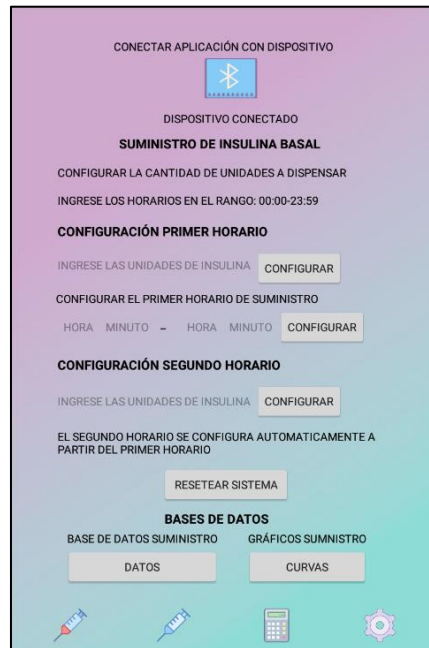 CONECTAR APLICACIÓN CON DISPOSITIVO
DISPOSITIVO CONECTADO
SUMINISTRO DE INSULINA BASAL
CONFIGURAR LA CANTIDAD DE UNIDADES A DISPENSAR
INGRESE LOS HORARIOS EN EL RANGO: 00:00-23:59
CONFIGURACIÓN PRIMER HORARIO
INGRESE LAS UNIDADES DE INSULINA CONFIGURAR
CONFIGURAR EL PRIMER HORARIO DE SUMINISTRO
HORA MINUTO - HORA MINUTO CONFIGURAR
CONFIGURACIÓN SEGUNDO HORARIO
INGRESE LAS UNIDADES DE INSULINA CONFIGURAR
EL SEGUNDO HORARIO SE CONFIGURA AUTOMATICAMENTE A
PARTIR DEL PRIMER HORARIO
RESETEAR SISTEMA
BASES DE DATOS
BASE DE DATOS SUMINISTRO GRÁFICOS SUMNISTRO
DATOS CURVAS